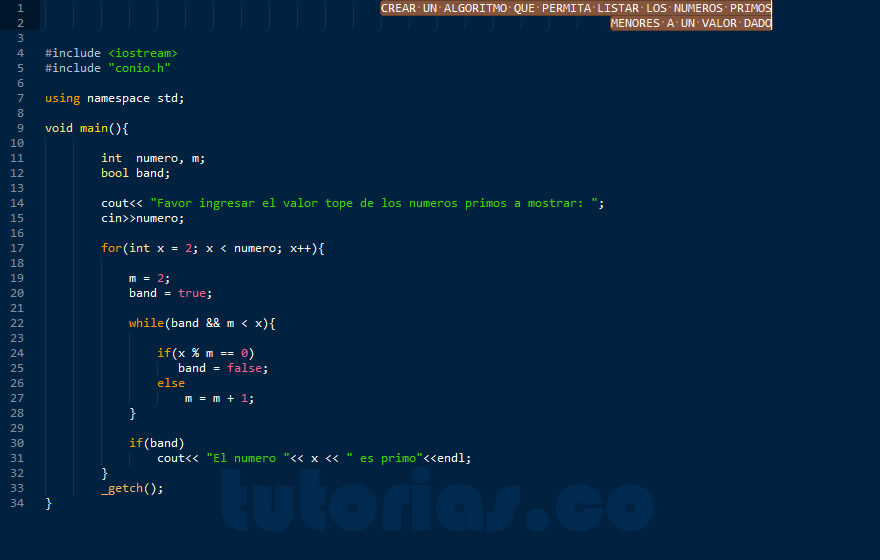 1 CREAR UN ALGORITMO QUE PERMITA LISTAR LOS NUMEROS PRIMOS
2 MENORES A UN VALOR DADO
3
4 #include <iostream>
5 #include "conio.h"
6
7 using namespace std;
8
9 void main(){
10
11 int  numero, m;
12 bool band;
13
14 cout<< "Favor ingresar el valor tope de los numeros primos a mostrar: ";
15 cin>>numero;
16
17 for(int x = 2; x < numero; x++){
18
19 m = 2;
20 band = true;
21
22 while(band && m < x){
23
24 if(x % m == 0)
25 band = false;
26 else
27 m = m + 1;
28 }
29
30 if(band)
31 cout<< "El numero "<< x << " es primo"<<endl;
32 }
33 _getch();
34 }
tutorias.co